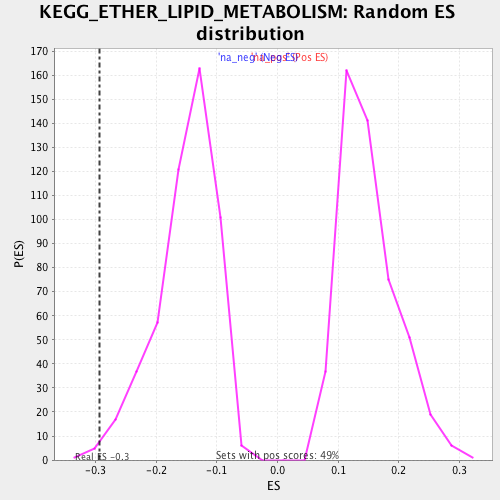 KEGG_ETHER_LIPID_METABOLISM: Random ES
distribution
'na_neg' (Neg ES) 'na_pos' (Pos ES)
170
160
150
140
130
120
110
100
90
80
70
60
50
40
30
20
10
0
P(ES)
Real ES -0.3
Sets with pos scores: 49%
-0.3 -0.2 -0.1 0.0 0.1 0.2 0.3
ES